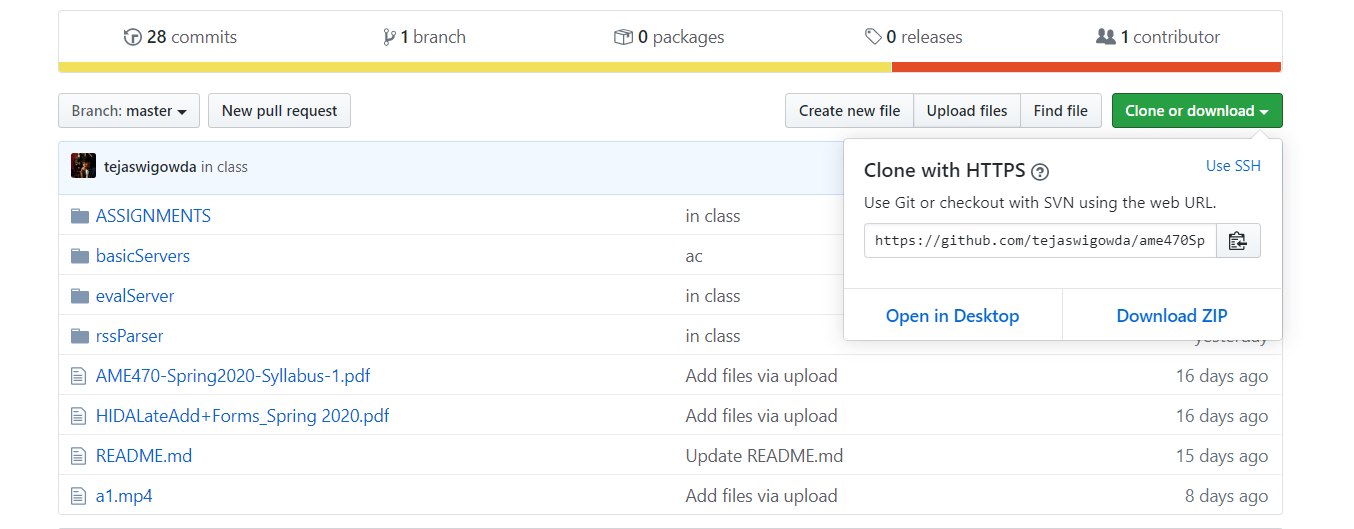 28 commits 1 branch 0 packages 0 releases 1 contributor
Branch: master New pull request Create new file Upload files Find file Clone or download
tejaswigowda in class
Clone with HTTPS Use SSH
Use Git or checkout with SVN using the web URL.
https://github.com/tejaswigowda/ame470Sp
Open in Desktop Download ZIP
ASSIGNMENTS in class
basicServers ac
evalServer in class
rssParser in class yesterday
AME470-Spring2020-Syllabus-1.pdf Add files via upload 16 days ago
HIDALateAdd+Forms_Spring 2020.pdf Add files via upload 16 days ago
README.md Update README.md 15 days ago
a1.mp4 Add files via upload 8 days ago